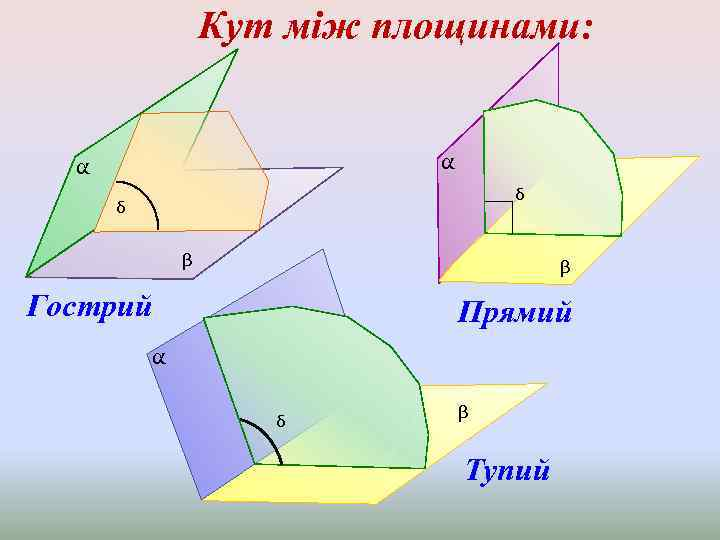 Кут між площинами:
α
δ
β
Гострий
α
δ
β
Прямий
α
δ
β
Тупий